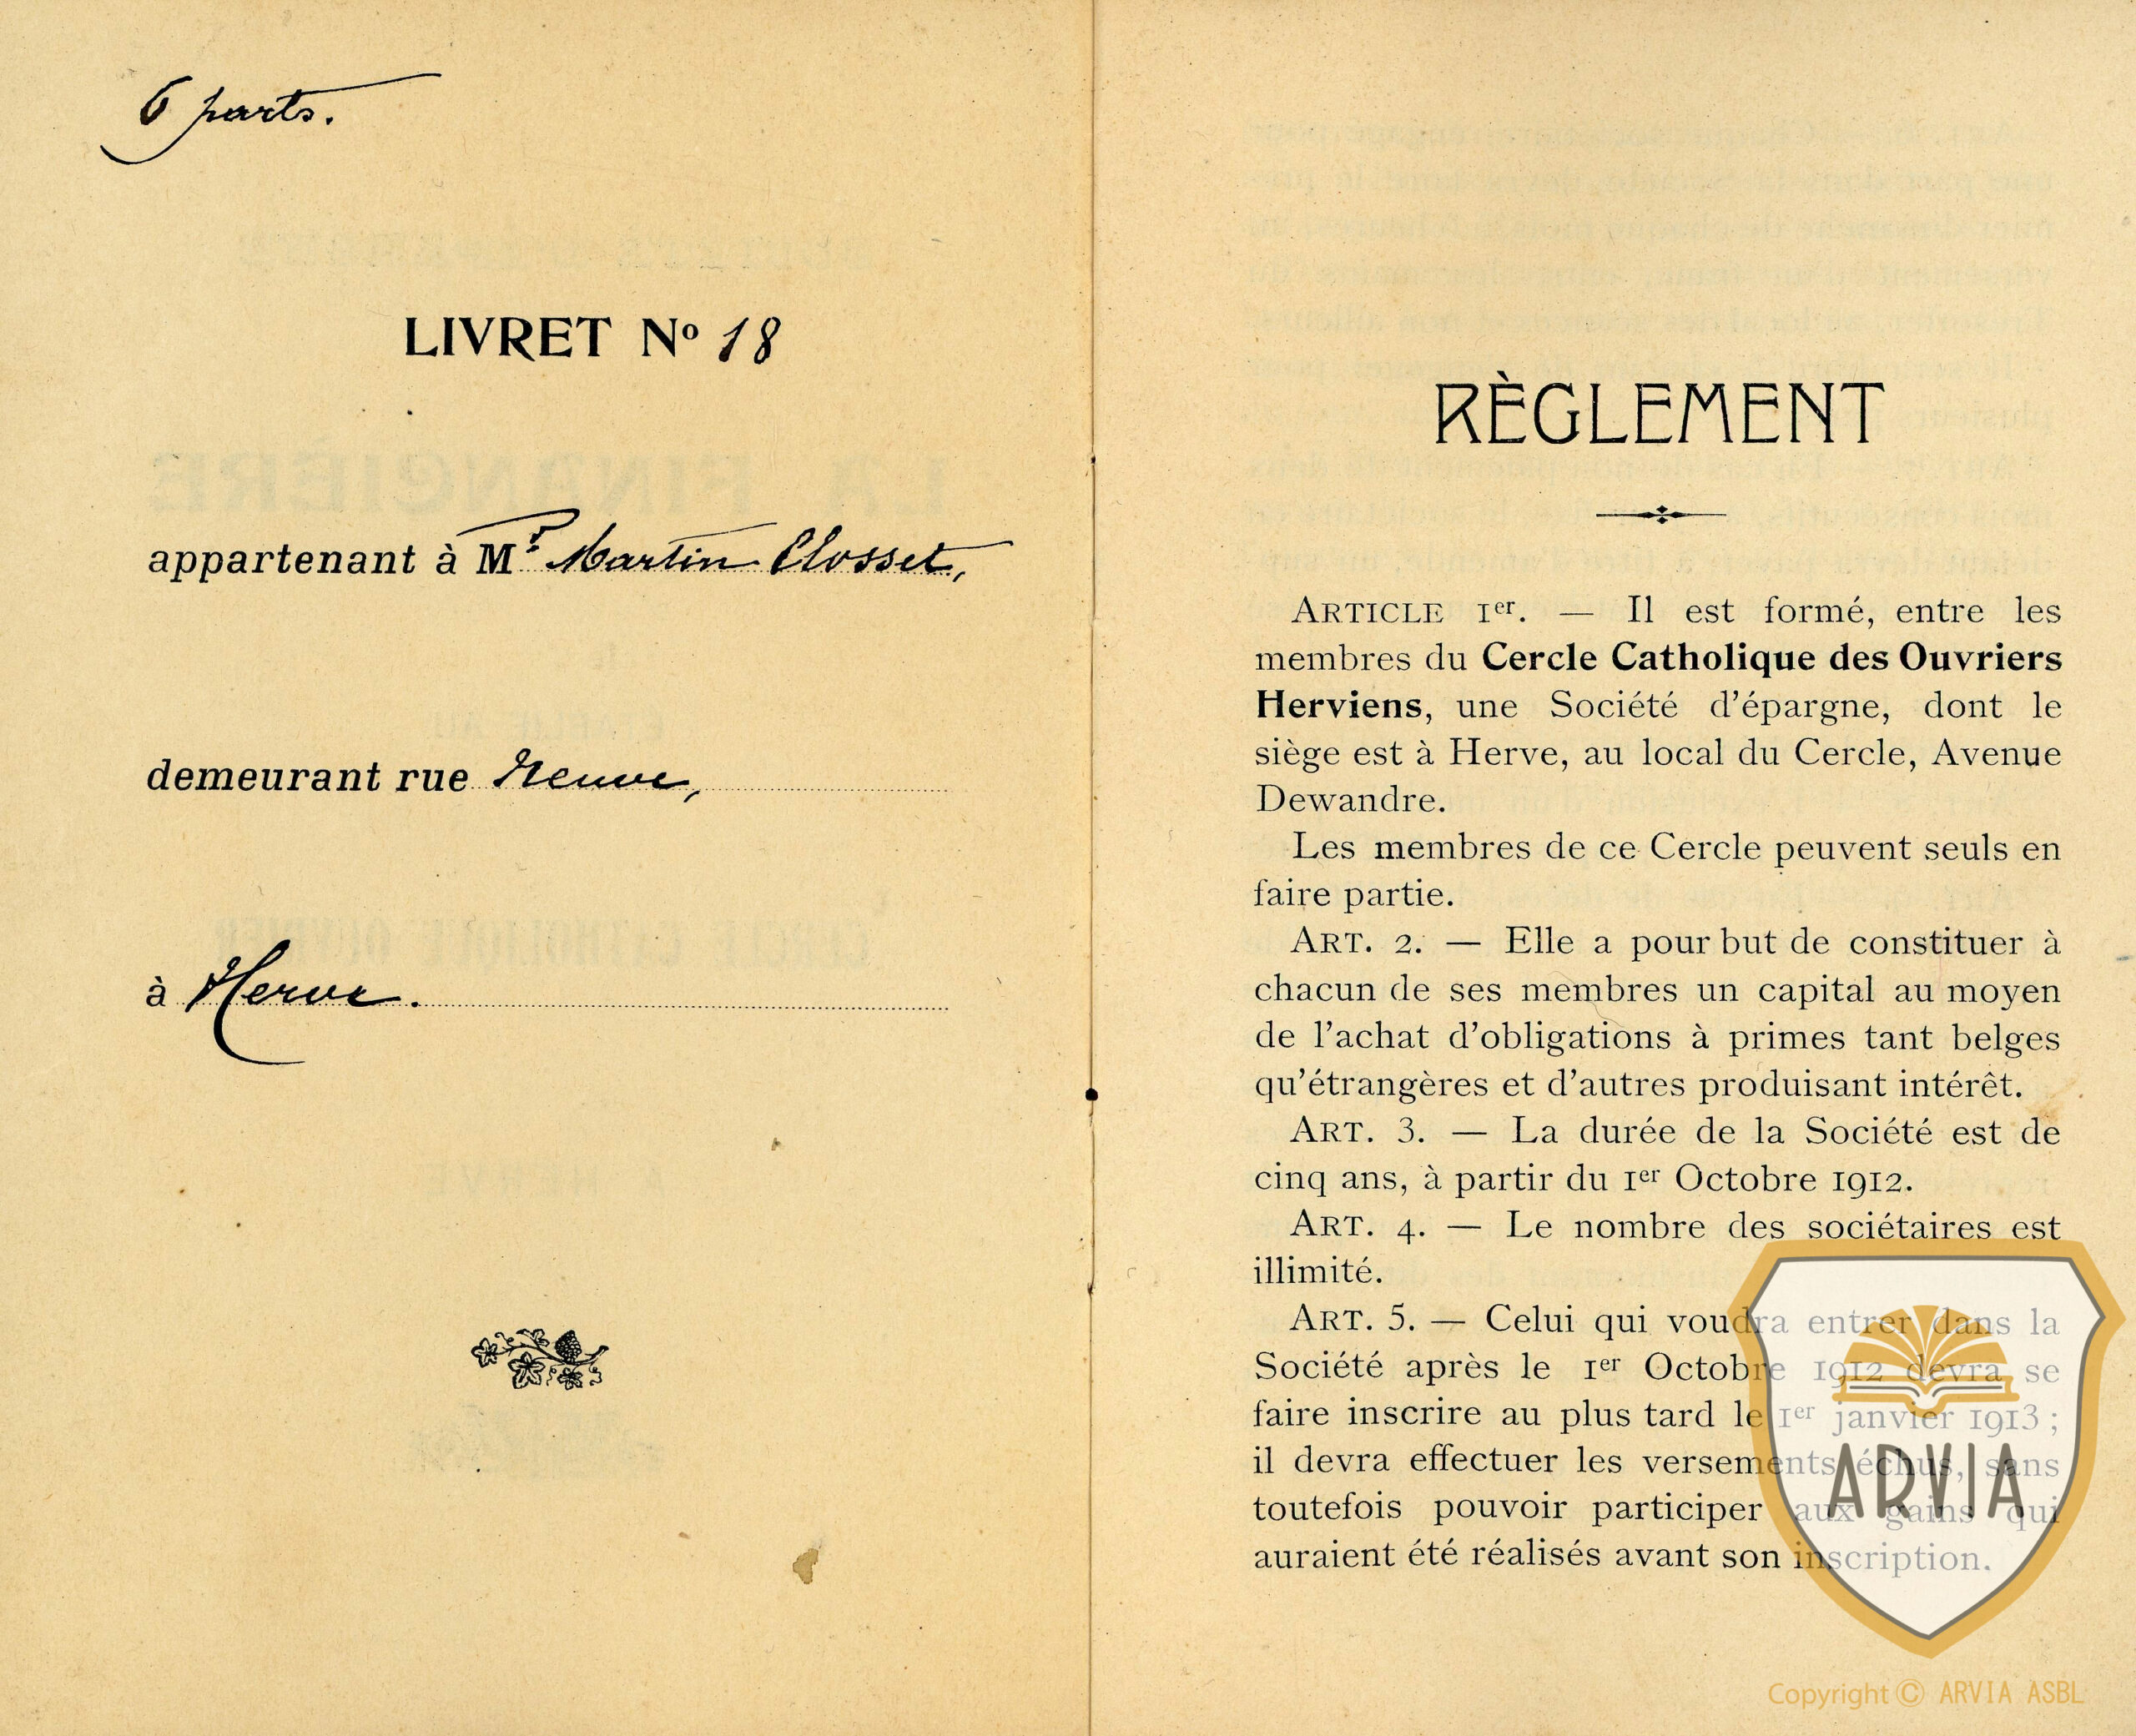 6 parts.
LIVRET Nº 18
appartenant à Mr Martin Closset,
demeurant rue Neuve,
à Herve.
RÈGLEMENT
ARTICLE 1er. — Il est formé, entre les
membres du Cercle Catholique des Ouvriers
Herviens, une Société d'épargne, dont le
siège est à Herve, au local du Cercle, Avenue
Dewandre.
Les membres de ce Cercle peuvent seuls en
faire partie.
ART. 2. — Elle a pour but de constituer à
chacun de ses membres un capital au moyen
de l'achat d'obligations à primes tant belges
qu'étrangères et d'autres produisant intérêt.
ART. 3. — La durée de la Société est de
cinq ans, à partir du 1er Octobre 1912.
ART. 4. — Le nombre des sociétaires est
illimité.
ART. 5. — Celui qui voudra entrer dans la
Société après le 1er Octobre 1912 devra se
faire inscrire au plus tard le 1er janvier 1913 ;
il devra effectuer les versements échus, sans
toutefois pouvoir participer aux gains qui
auraient été réalisés avant son inscription.
ARVIA
Copyright © ARVIA ASBL